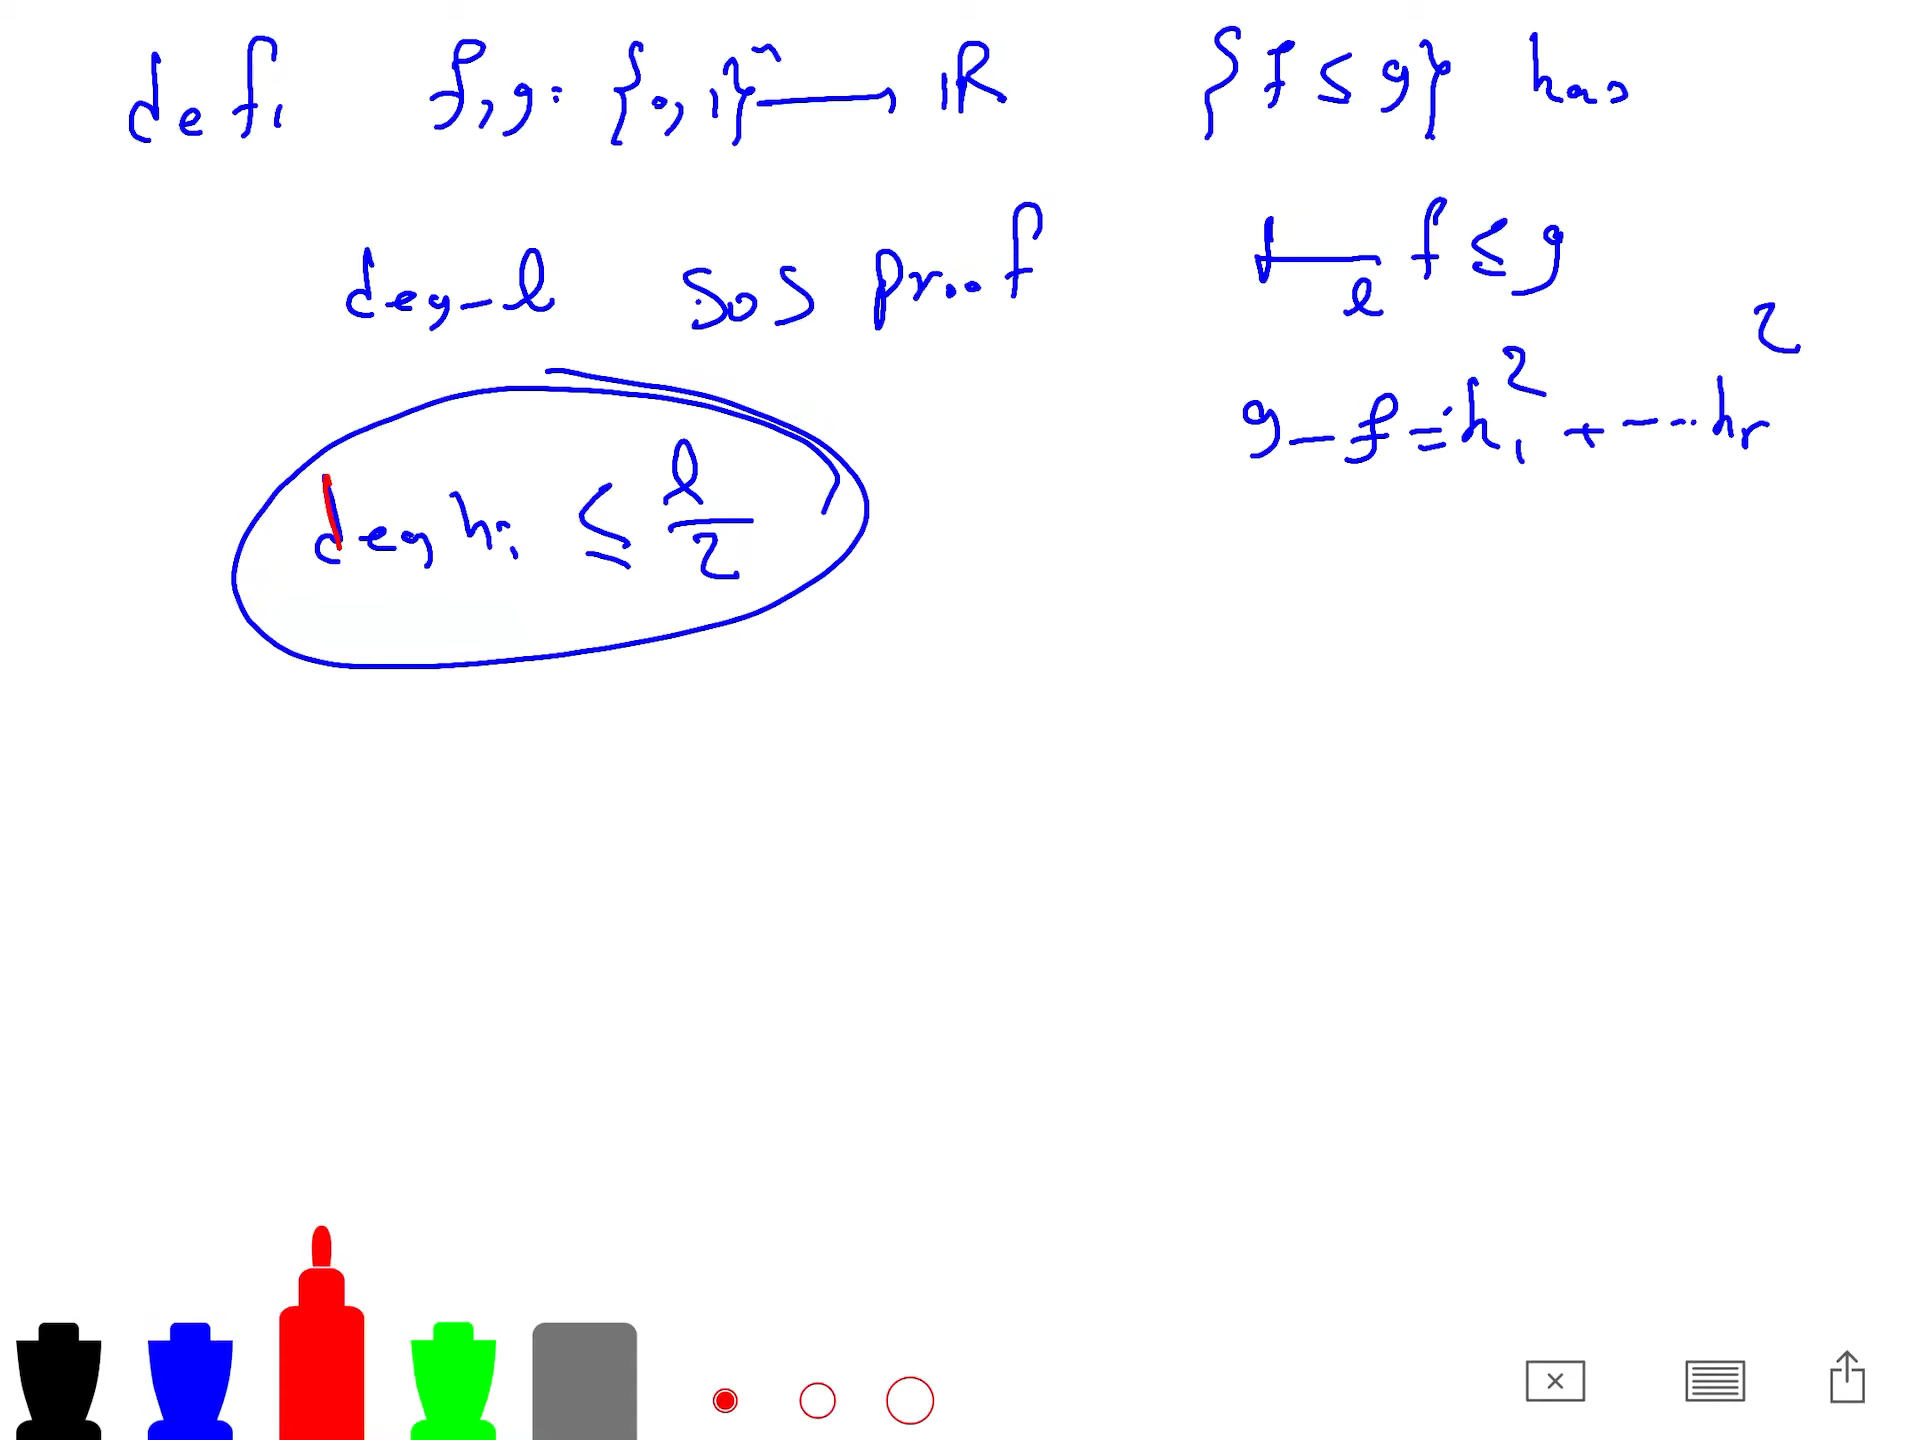 def. f, g: {0,1}^n → ℝ {f ≤ g} has
deg-ℓ SOS proof ⊢_ℓ f ≤ g
g - f = h_1^2 + ---- h_r^2
deg h_i ≤ ℓ/2